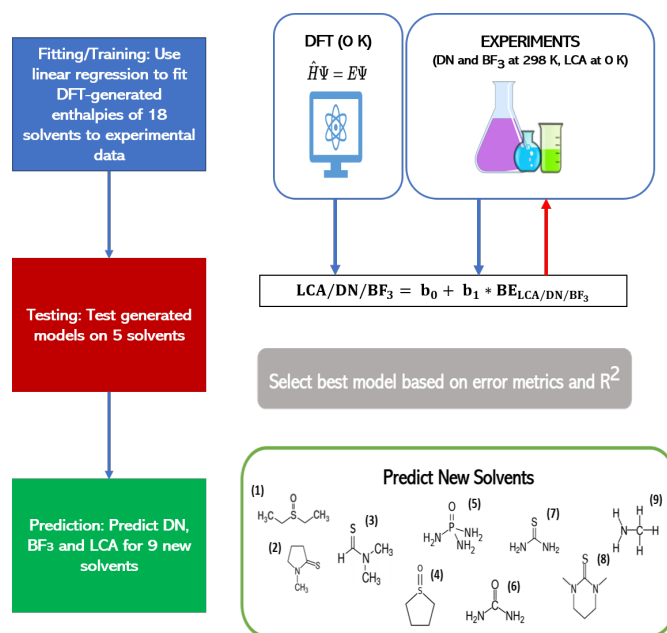 Fitting/Training: Use
linear regression to fit
DFT-generated
enthalpies of 18
solvents to experimental
data
DFT (0 K)
ĤΨ = EΨ
EXPERIMENTS
(DN and BF₃ at 298 K, LCA at 0 K)
Testing: Test generated
models on 5 solvents
LCA/DN/BF₃ = b₀ + b₁ * BE_LCA/DN/BF₃
Select best model based on error metrics and R²
Prediction: Predict DN,
BF₃ and LCA for 9 new
solvents
Predict New Solvents
(1)
O
S
H₃C
CH₃
(2)
N
S
CH₃
(3)
S
H
N
CH₃
CH₃
(4)
O
S
(5)
O
P
H₂N
NH₂
NH₂
(6)
O
C
H₂N
NH₂
(7)
S
H₂N
NH₂
(8)
S
N
N
(9)
H
H
N
C
H
H
H